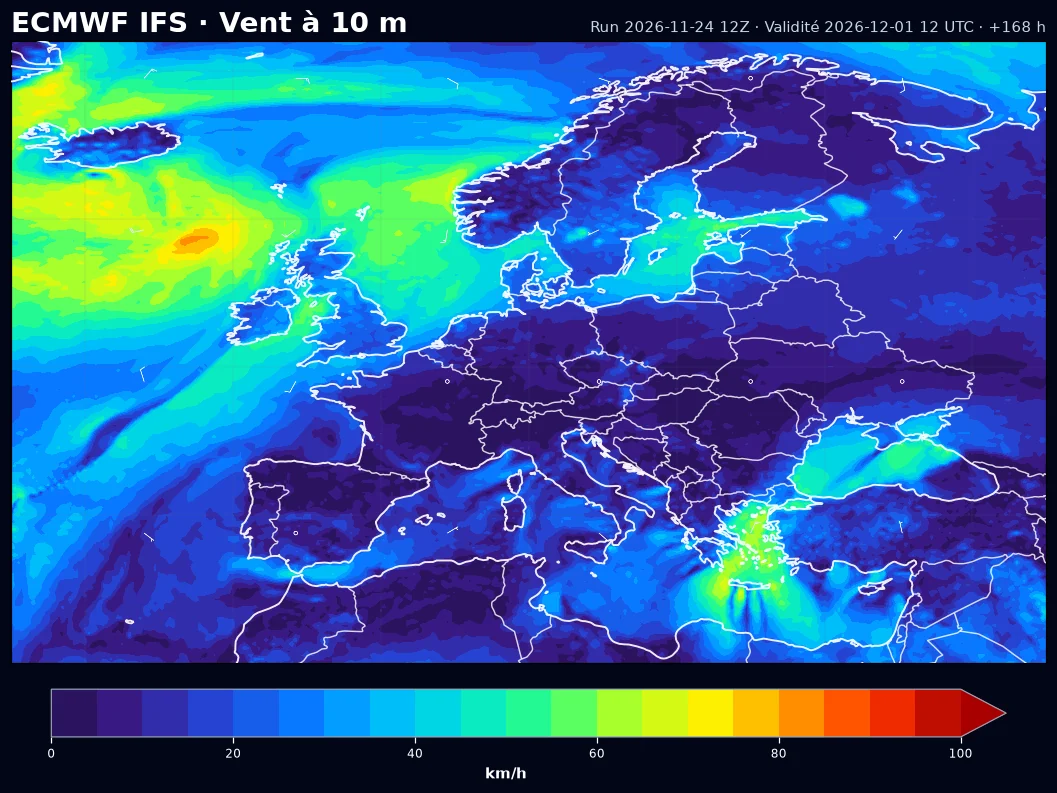 ECMWF IFS · Vent à 10 m
Run 2026-11-24 12Z · Validité 2026-12-01 12 UTC · +168 h
0 20 40 60 80 100
km/h